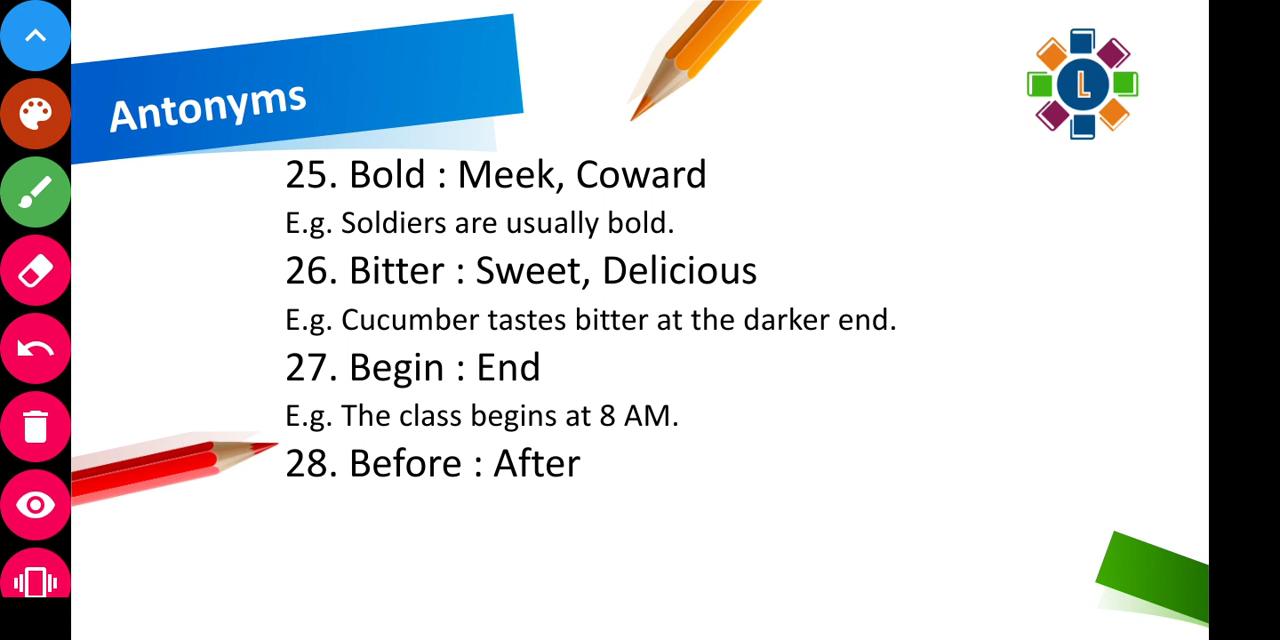 Antonyms
L
25. Bold : Meek, Coward
E.g. Soldiers are usually bold.
26. Bitter : Sweet, Delicious
E.g. Cucumber tastes bitter at the darker end.
27. Begin : End
E.g. The class begins at 8 AM.
28. Before : After